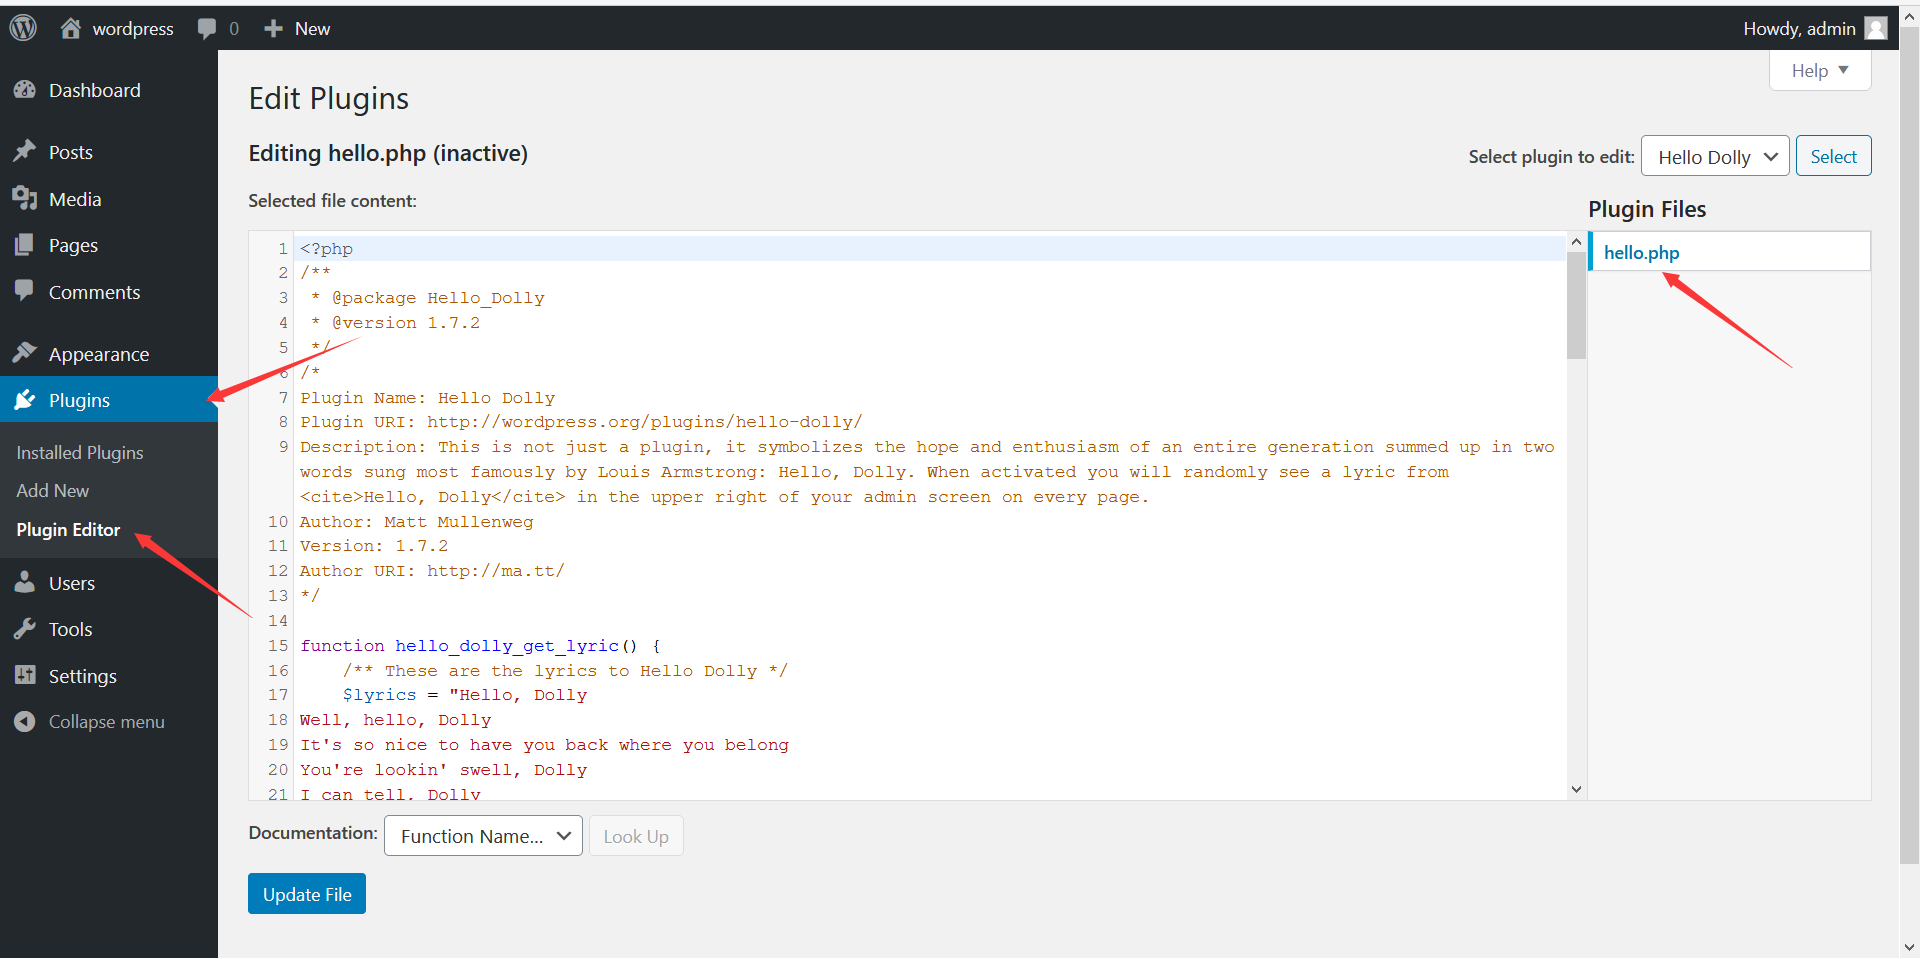 wordpress 0 New Howdy, admin
Help
Dashboard
Posts
Media
Pages
Comments
Appearance
Plugins
Installed Plugins
Add New
Plugin Editor
Users
Tools
Settings
Collapse menu
Edit Plugins
Editing hello.php (inactive)
Select plugin to edit: Hello Dolly Select
Selected file content:
Plugin Files
hello.php
1 <?php
2 /**
3 * @package Hello_Dolly
4 * @version 1.7.2
5 */
6 /*
7 Plugin Name: Hello Dolly
8 Plugin URI: http://wordpress.org/plugins/hello-dolly/
9 Description: This is not just a plugin, it symbolizes the hope and enthusiasm of an entire generation summed up in two
words sung most famously by Louis Armstrong: Hello, Dolly. When activated you will randomly see a lyric from
<cite>Hello, Dolly</cite> in the upper right of your admin screen on every page.
10 Author: Matt Mullenweg
11 Version: 1.7.2
12 Author URI: http://ma.tt/
13 */
14
15 function hello_dolly_get_lyric() {
16 /** These are the lyrics to Hello Dolly */
17 $lyrics = "Hello, Dolly
18 Well, hello, Dolly
19 It's so nice to have you back where you belong
20 You're lookin' swell, Dolly
21 I can tell, Dolly
Documentation: Function Name... Look Up
Update File